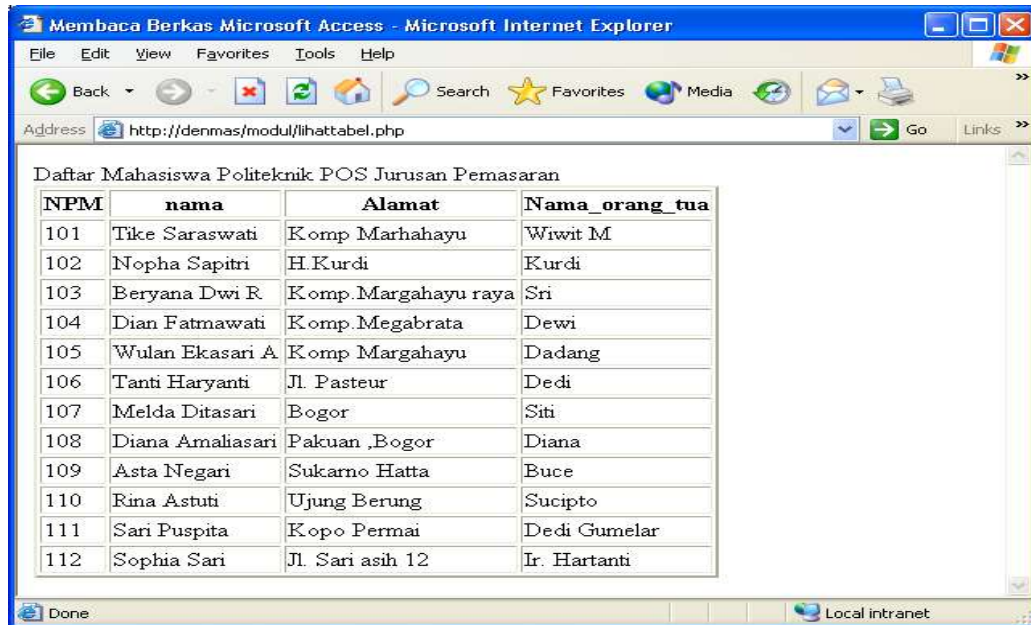 Membaca Berkas Microsoft Access - Microsoft Internet Explorer
File Edit View Favorites Tools Help
Back Search Favorites Media
Address http://denmas/modul/lihattabel.php Go Links
Daftar Mahasiswa Politeknik POS Jurusan Pemasaran
NPM nama Alamat Nama_orang_tua
101 Tike Saraswati Komp Marhahayu Wiwit M
102 Nopha Sapitri H.Kurdi Kurdi
103 Beryana Dwi R Komp.Margahayu raya Sri
104 Dian Fatmawati Komp.Megabrata Dewi
105 Wulan Ekasari A Komp Margahayu Dadang
106 Tanti Haryanti Jl. Pasteur Dedi
107 Melda Ditasari Bogor Siti
108 Diana Amaliasari Pakuan ,Bogor Diana
109 Asta Negari Sukarno Hatta Buce
110 Rina Astuti Ujung Berung Sucipto
111 Sari Puspita Kopo Permai Dedi Gumelar
112 Sophia Sari Jl. Sari asih 12 Ir. Hartanti
Done Local intranet